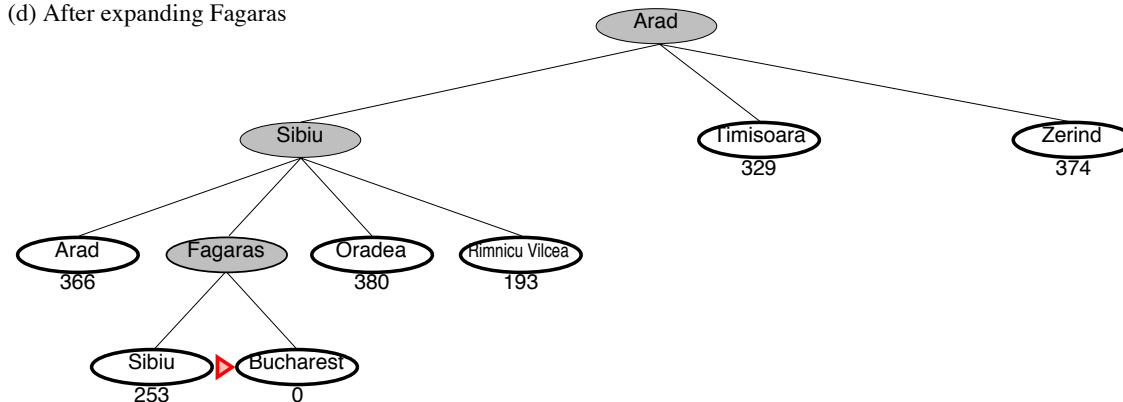 (d) After expanding Fagaras
Arad
Sibiu
Timisoara
Zerind
329
374
Arad
Fagaras
Oradea
Rimnicu Vilcea
366
380
193
Sibiu
Bucharest
253
0